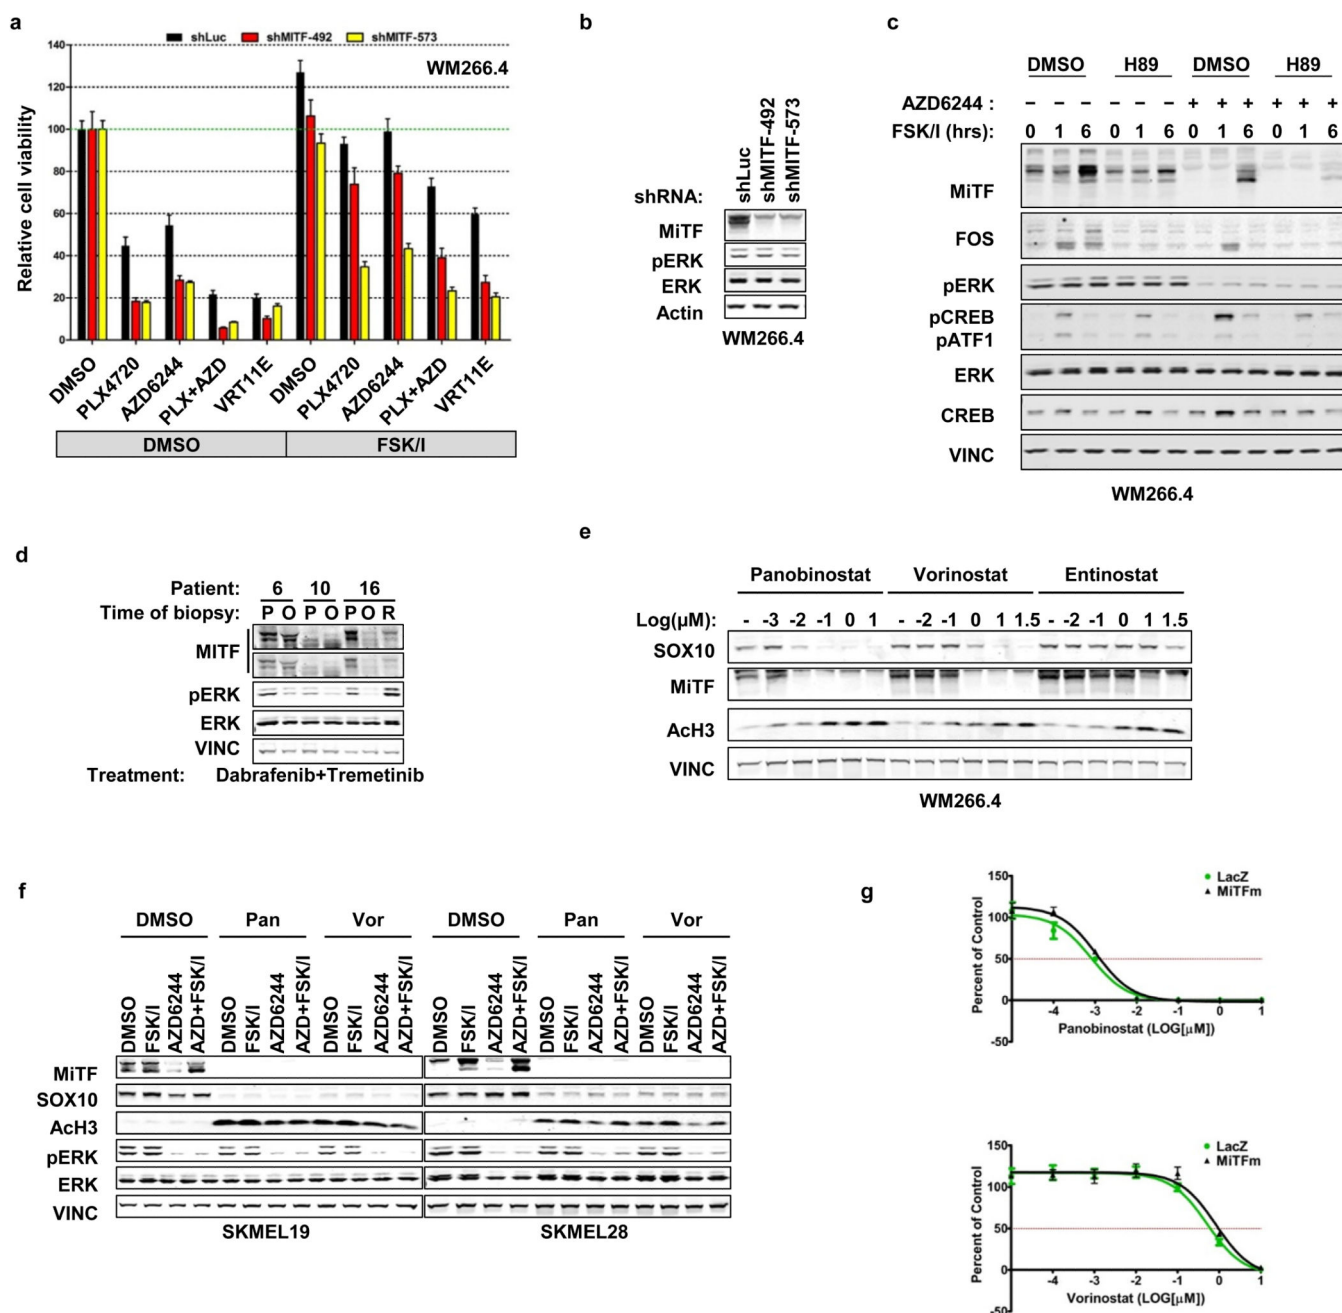 a
shLuc shMITF-492 shMITF-573
WM266.4
Relative cell viability
140
120
100
80
60
40
20
0
DMSO PLX4720 AZD6244 PLX+AZD VRT11E DMSO PLX4720 AZD6244 PLX+AZD VRT11E
DMSO FSK/I
b
shRNA: shLuc shMITF-492 shMITF-573
MiTF
pERK
ERK
Actin
WM266.4
c
DMSO H89 DMSO H89
AZD6244 : - - - - - - + + + + + +
FSK/I (hrs): 0 1 6 0 1 6 0 1 6 0 1 6
MiTF
FOS
pERK
pCREB
pATF1
ERK
CREB
VINC
WM266.4
d
Patient: 6 10 16
Time of biopsy: P O P O P O R
MITF
pERK
ERK
VINC
Treatment: Dabrafenib+Tremetinib
e
Panobinostat Vorinostat Entinostat
Log(µM): - -3 -2 -1 0 1 - -2 -1 0 1 1.5 - -2 -1 0 1 1.5
SOX10
MiTF
AcH3
VINC
WM266.4
f
DMSO Pan Vor DMSO Pan Vor
DMSO FSK/I AZD6244 AZD+FSK/I DMSO FSK/I AZD6244 AZD+FSK/I DMSO FSK/I AZD6244 AZD+FSK/I DMSO FSK/I AZD6244 AZD+FSK/I DMSO FSK/I AZD6244 AZD+FSK/I DMSO FSK/I AZD6244 AZD+FSK/I
MiTF
SOX10
AcH3
pERK
ERK
VINC
SKMEL19 SKMEL28
g
LacZ
MiTFm
Percent of Control
150
100
50
0
-50
-4 -3 -2 -1 0 1
Panobinostat (LOG[µM])
LacZ
MiTFm
Percent of Control
150
100
50
0
-50
-4 -3 -2 -1 0 1
Vorinostat (LOG[µM])